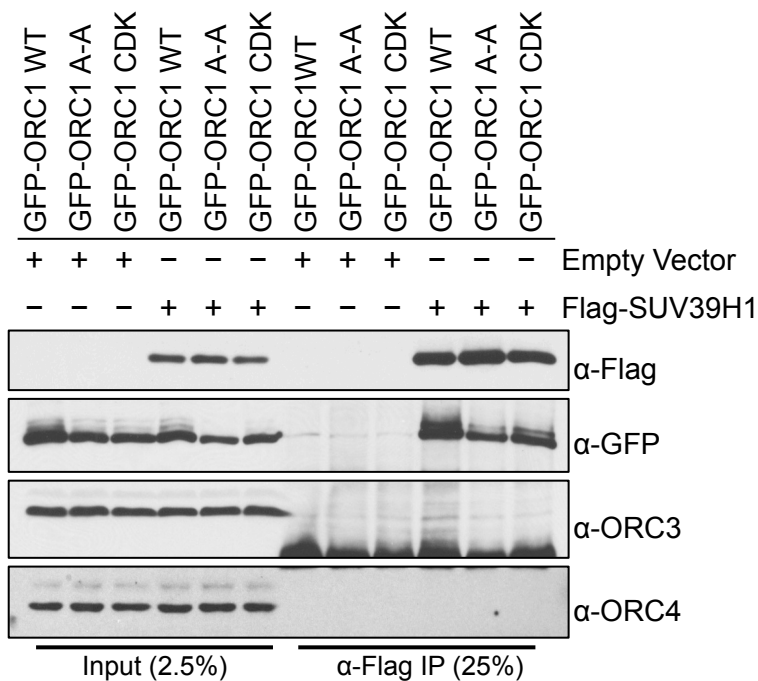 GFP-ORC1 WT
GFP-ORC1 A-A
GFP-ORC1 CDK
GFP-ORC1 WT
GFP-ORC1 A-A
GFP-ORC1 CDK
GFP-ORC1WT
GFP-ORC1 A-A
GFP-ORC1 CDK
GFP-ORC1 WT
GFP-ORC1 A-A
GFP-ORC1 CDK
+ + + − − − + + + − − − Empty Vector
− − − + + + − − − + + + Flag-SUV39H1
α-Flag
α-GFP
α-ORC3
α-ORC4
Input (2.5%) α-Flag IP (25%)